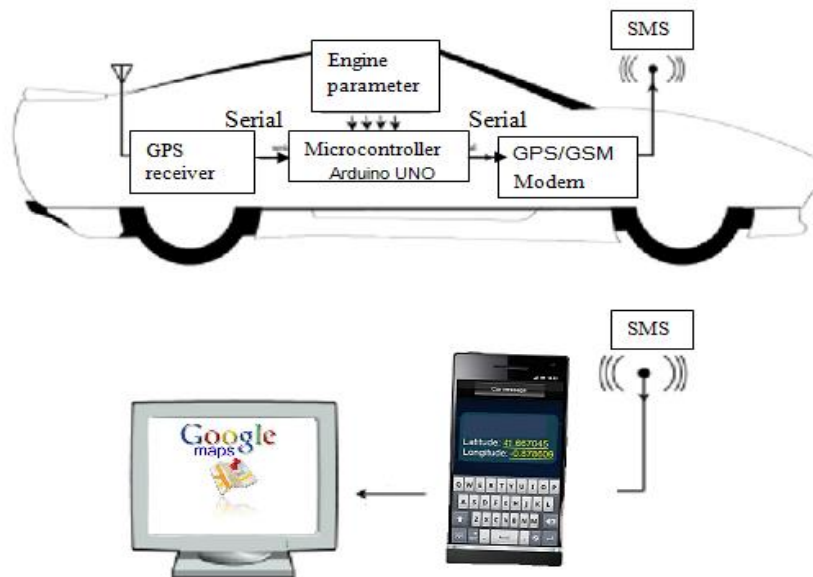 SMS
Engine
parameter
Serial
Serial
GPS
receiver
Microcontroller
Arduino UNO
GPS/GSM
Modem
SMS
Car message
Latitude: 41.667045
Longitude: -0.878609
Google
maps
Q W E R T Y U I O P
A S D F G H J K L
Z X C V B N M